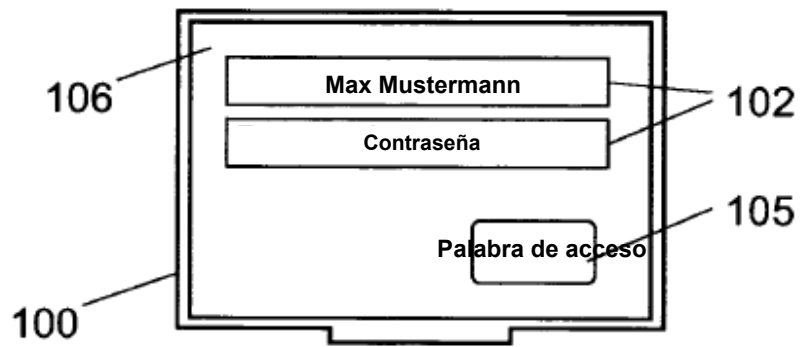 Max Mustermann
106
102
Contraseña
105
Palabra de acceso
100